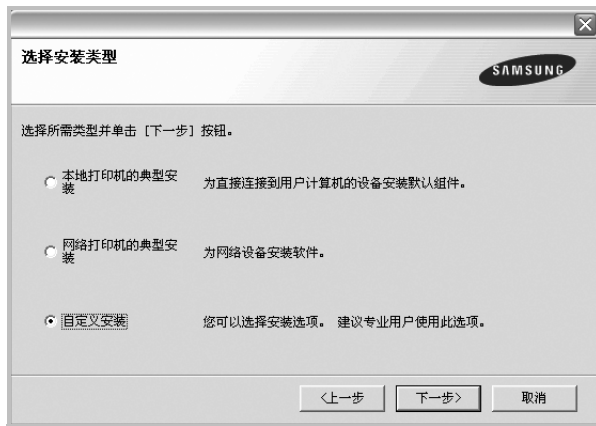 选择安装类型
SAMSUNG
选择所需类型并单击 [下一步] 按钮。
本地打印机的典型安
装
为直接连接到用户计算机的设备安装默认组件。
网络打印机的典型安
装
为网络设备安装软件。
自定义安装
您可以选择安装选项。 建议专业用户使用此选项。
<上一步
下一步>
取消